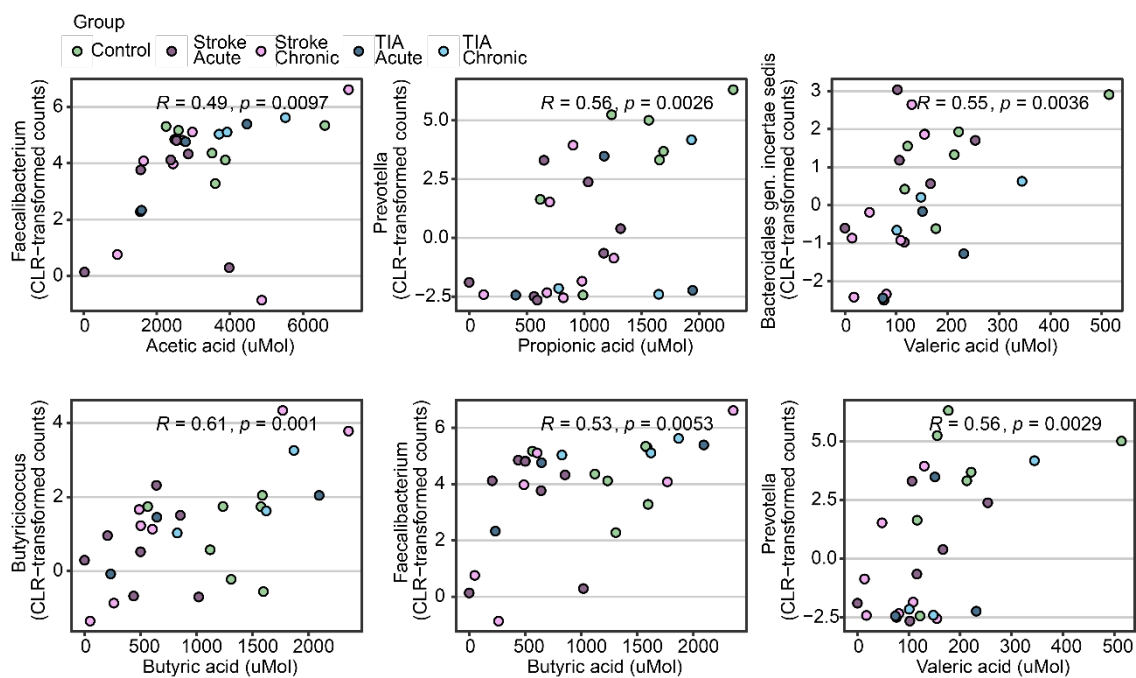 Group
Control
Stroke Acute
Stroke Chronic
TIA Acute
TIA Chronic
Faecalibacterium
(CLR−transformed counts)
R = 0.49, p = 0.0097
6
4
2
0
0 2000 4000 6000
Acetic acid (uMol)
Prevotella
(CLR−transformed counts)
R = 0.56, p = 0.0026
5.0
2.5
0.0
−2.5
0 500 1000 1500 2000
Propionic acid (uMol)
Bacteroidales gen. incertae sedis
(CLR−transformed counts)
R = 0.55, p = 0.0036
3
2
1
0
−1
−2
0 100 200 300 400 500
Valeric acid (uMol)
Butyricicoccus
(CLR−transformed counts)
R = 0.61, p = 0.001
4
2
0
0 500 1000 1500 2000
Butyric acid (uMol)
Faecalibacterium
(CLR−transformed counts)
R = 0.53, p = 0.0053
6
4
2
0
0 500 1000 1500 2000
Butyric acid (uMol)
Prevotella
(CLR−transformed counts)
R = 0.56, p = 0.0029
5.0
2.5
0.0
−2.5
0 100 200 300 400 500
Valeric acid (uMol)